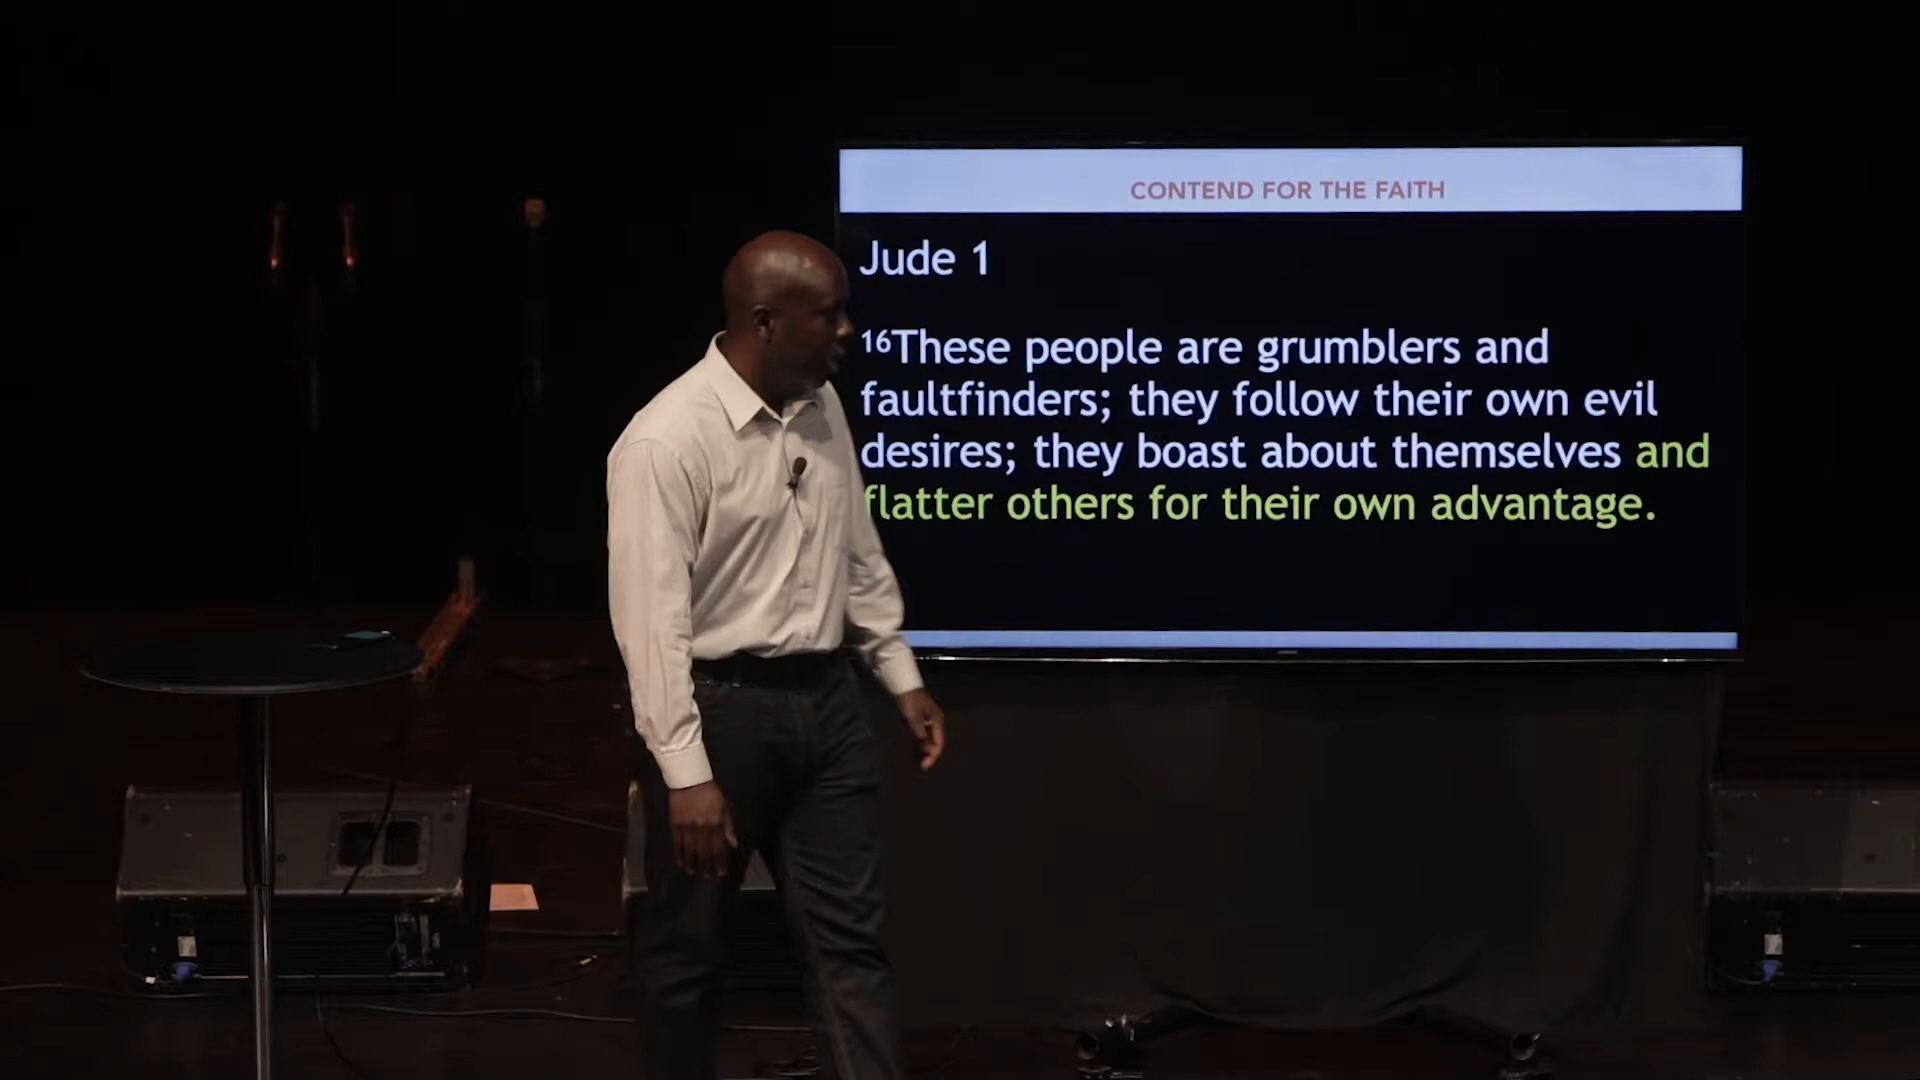 CONTEND FOR THE FAITH
Jude 1
16These people are grumblers and
faultfinders; they follow their own evil
desires; they boast about themselves and
flatter others for their own advantage.